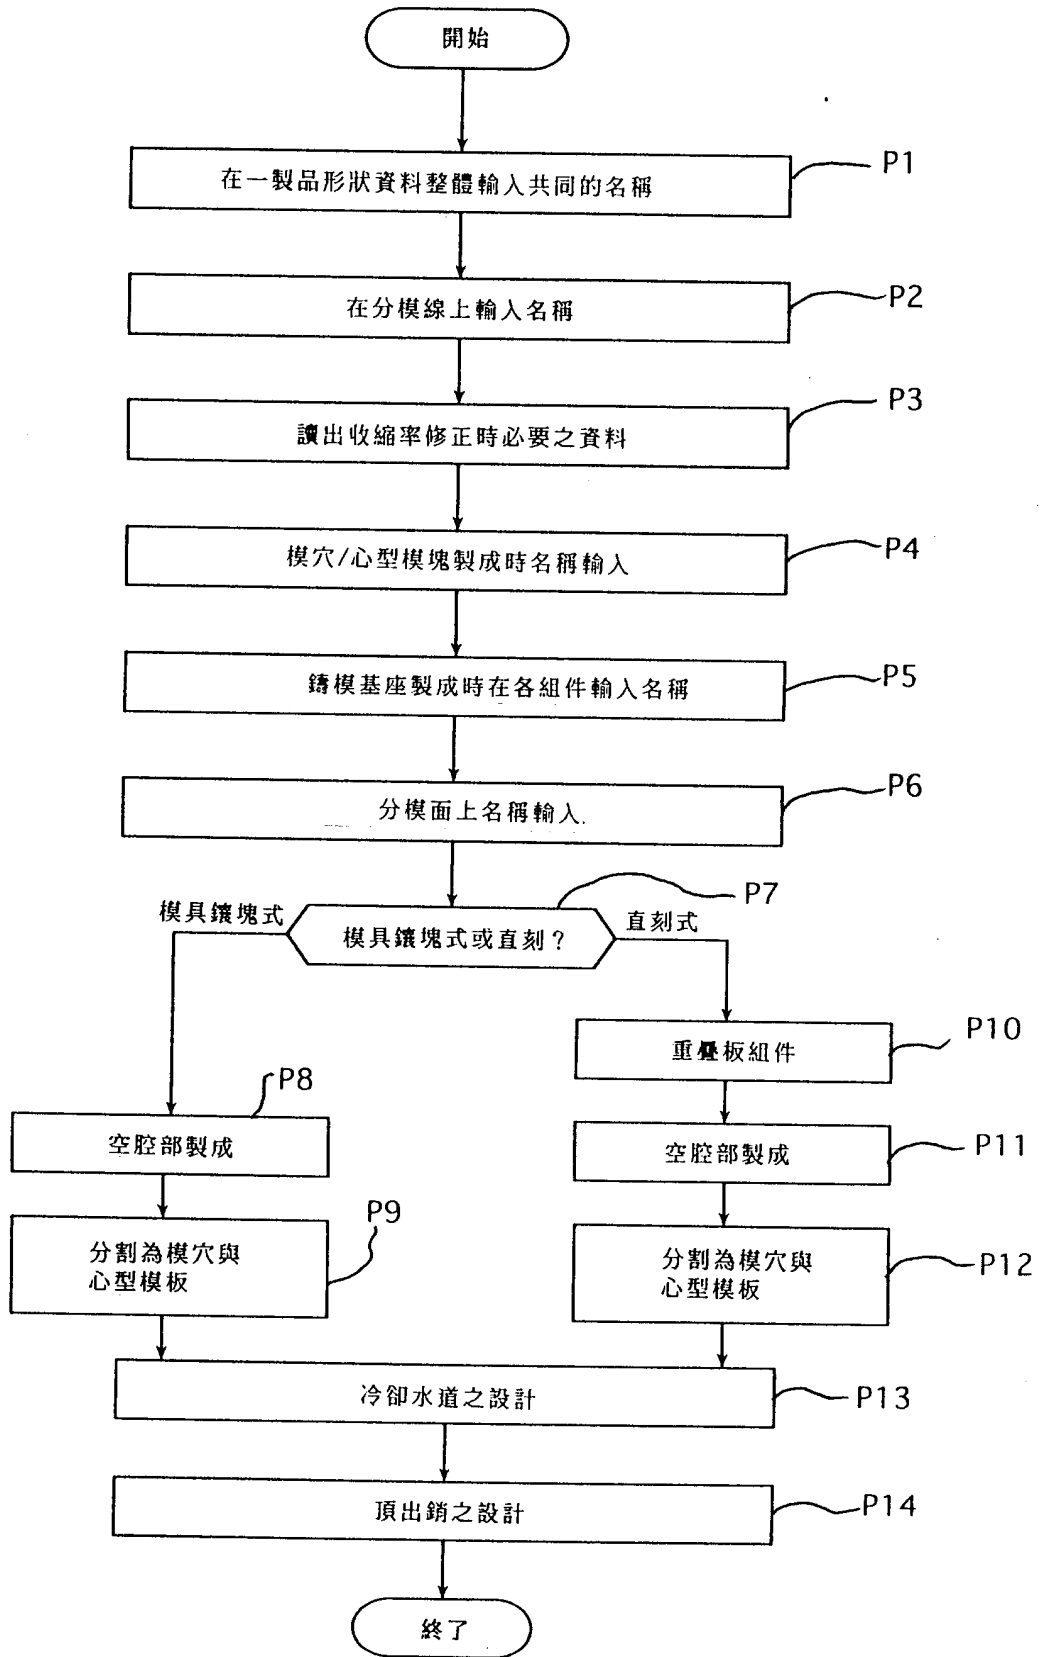 開始
在一製品形狀資料整體輸入共同的名稱
P1
在分模線上輸入名稱
P2
讀出收縮率修正時必要之資料
P3
模穴/心型模塊製成時名稱輸入
P4
鑄模基座製成時在各組件輸入名稱
P5
分模面上名稱輸入
P6
P7
模具鑲塊式
模具鑲塊式或直刻?
直刻式
重疊板組件
P10
P8
空腔部製成
空腔部製成
P11
P9
分割為模穴與
心型模板
分割為模穴與
心型模板
P12
冷卻水道之設計
P13
頂出銷之設計
P14
終了